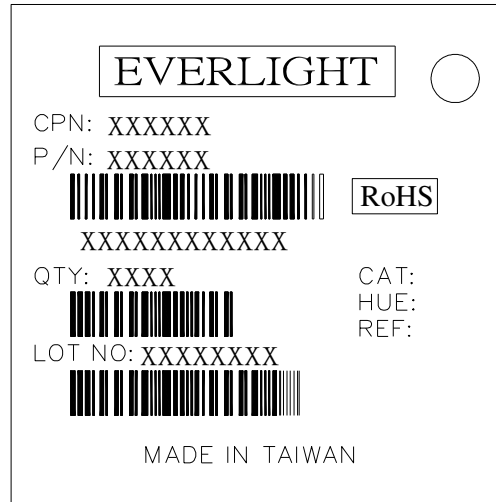 EVERLIGHT
CPN: XXXXXX
P/N: XXXXXX
RoHS
XXXXXXXXXXXX
QTY: XXXX
CAT:
HUE:
REF:
LOT NO: XXXXXXXX
MADE IN TAIWAN